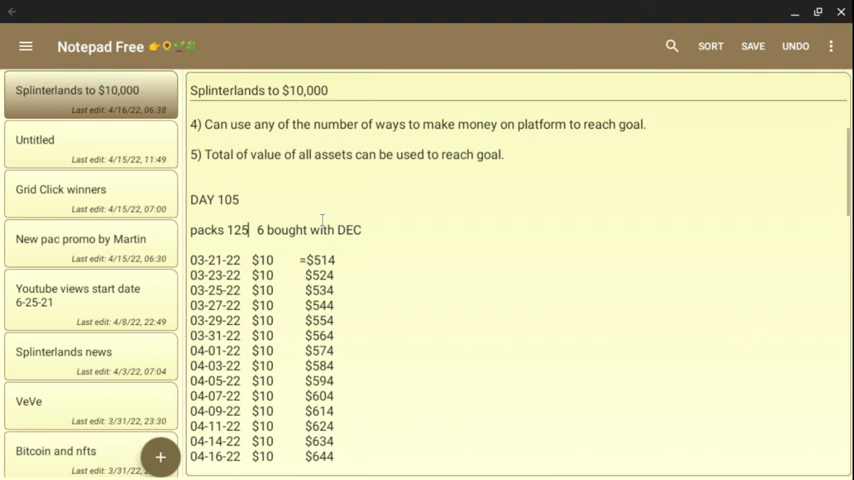 Notepad Free
SORT SAVE UNDO
Splinterlands to $10,000
Last edit: 4/16/22, 06:38
Untitled
Last edit: 4/15/22, 11:49
Grid Click winners
Last edit: 4/15/22, 07:00
New pac promo by Martin
Last edit: 4/15/22, 06:30
Youtube views start date
6-25-21
Last edit: 4/8/22, 22:49
Splinterlands news
Last edit: 4/3/22, 07:04
VeVe
Last edit: 3/31/22, 23:30
Bitcoin and nfts
Last edit: 3/31/22,
+
Splinterlands to $10,000
4) Can use any of the number of ways to make money on platform to reach goal.
5) Total of value of all assets can be used to reach goal.
DAY 105
packs 125 6 bought with DEC
03-21-22 $10 =$514
03-23-22 $10 $524
03-25-22 $10 $534
03-27-22 $10 $544
03-29-22 $10 $554
03-31-22 $10 $564
04-01-22 $10 $574
04-03-22 $10 $584
04-05-22 $10 $594
04-07-22 $10 $604
04-09-22 $10 $614
04-11-22 $10 $624
04-14-22 $10 $634
04-16-22 $10 $644